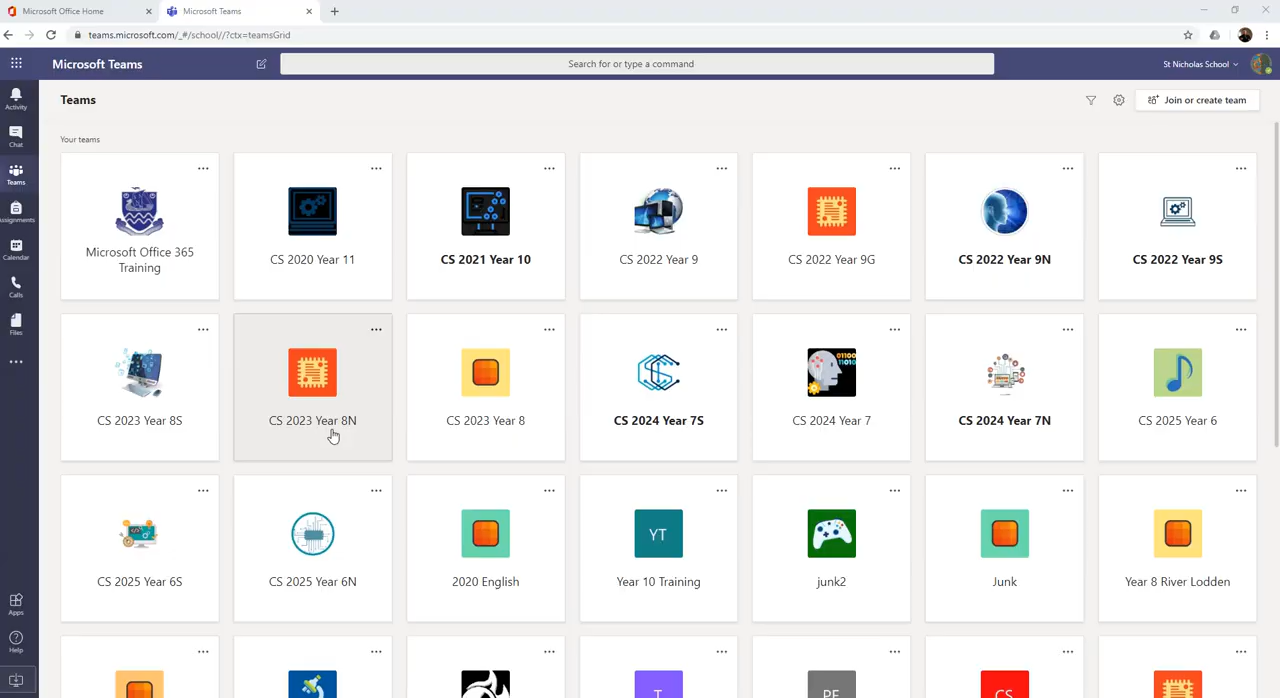 Microsoft Office Home
Microsoft Teams
teams.microsoft.com/_#/school//?ctx=teamsGrid
Microsoft Teams
Search for or type a command
St Nicholas School
Activity
Chat
Teams
Assignments
Calendar
Calls
Files
Apps
Help
Teams
Join or create team
Your teams
Microsoft Office 365
Training
CS 2020 Year 11
CS 2021 Year 10
CS 2022 Year 9
CS 2022 Year 9G
CS 2022 Year 9N
CS 2022 Year 9S
CS 2023 Year 8S
CS 2023 Year 8N
CS 2023 Year 8
CS 2024 Year 7S
01100
11010
CS 2024 Year 7
CS 2024 Year 7N
CS 2025 Year 6
CS 2025 Year 6S
CS 2025 Year 6N
2020 English
YT
Year 10 Training
junk2
Junk
Year 8 River Lodden
T
PE
CS